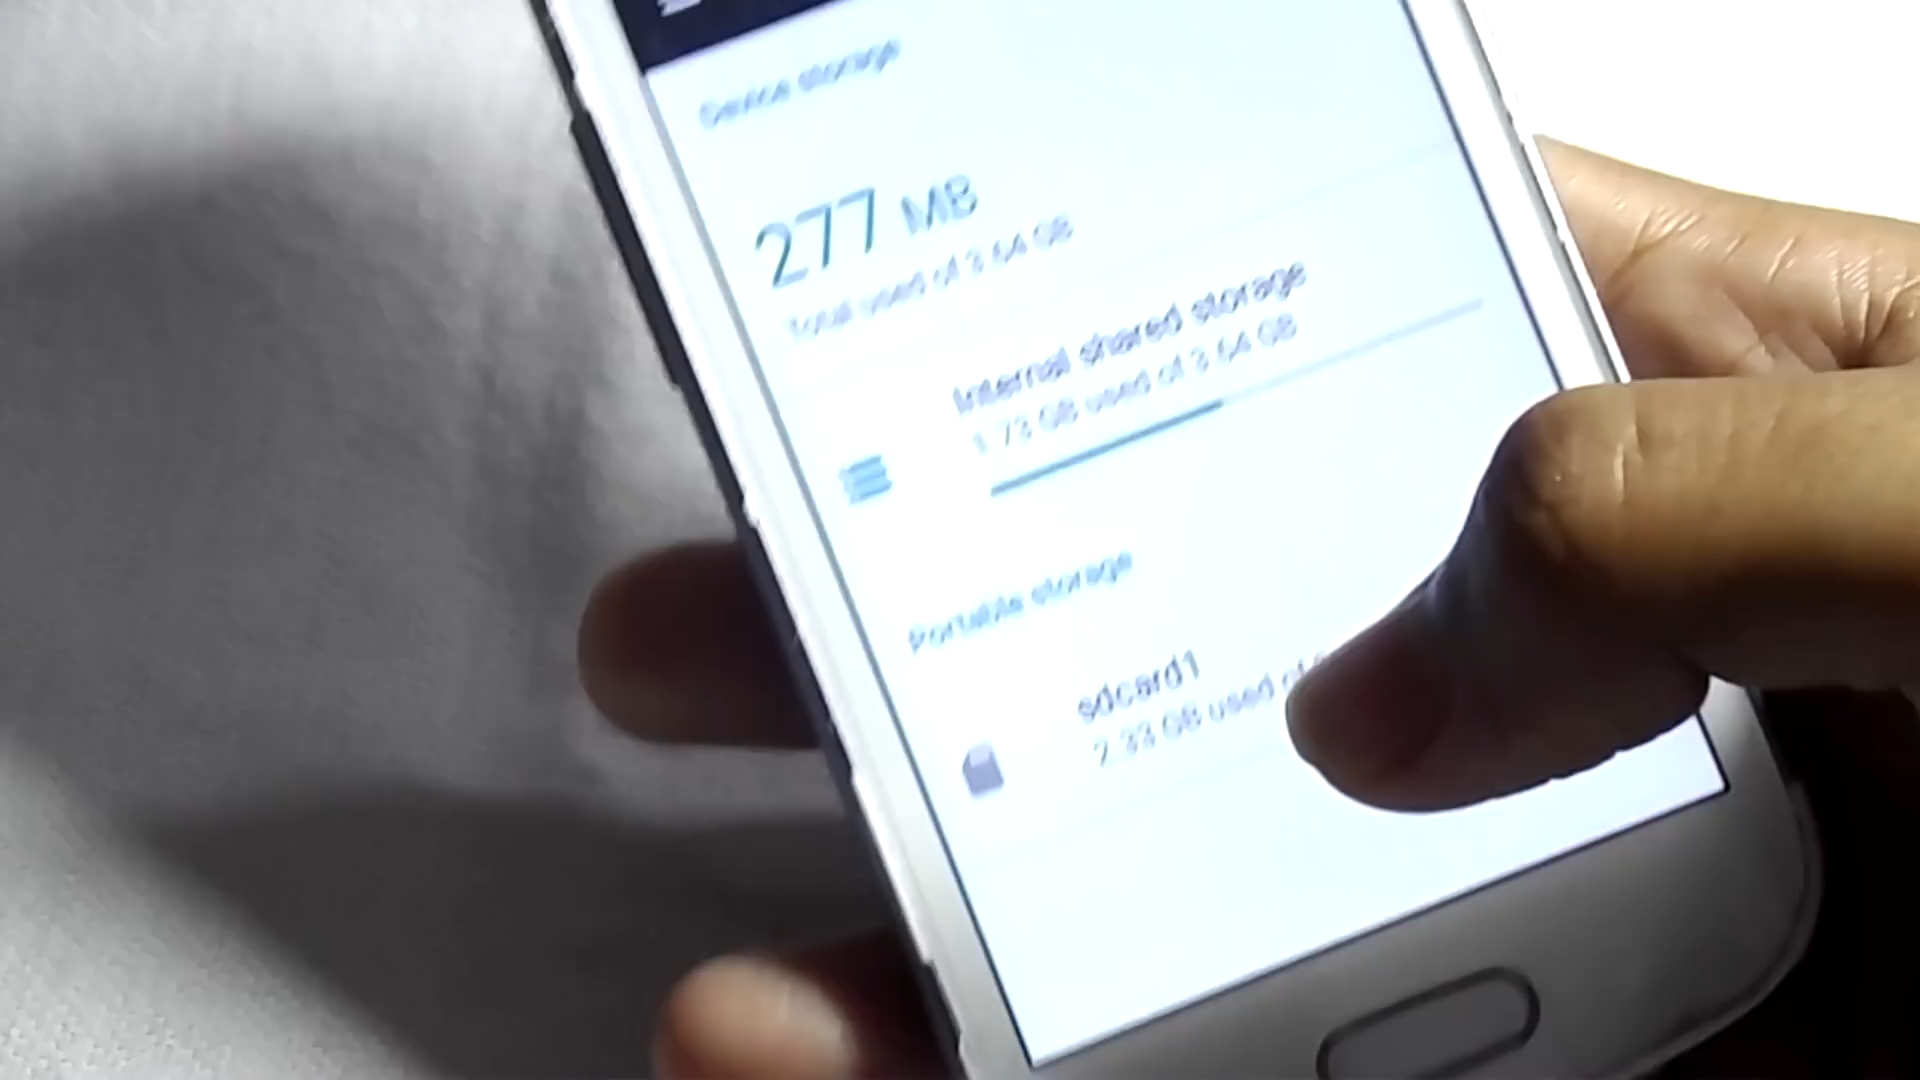 Device storage
277 MB
Total used of 3.64 GB
Internal shared storage
1.73 GB used of 3.64 GB
Portable storage
sdcard1
2.33 GB used of